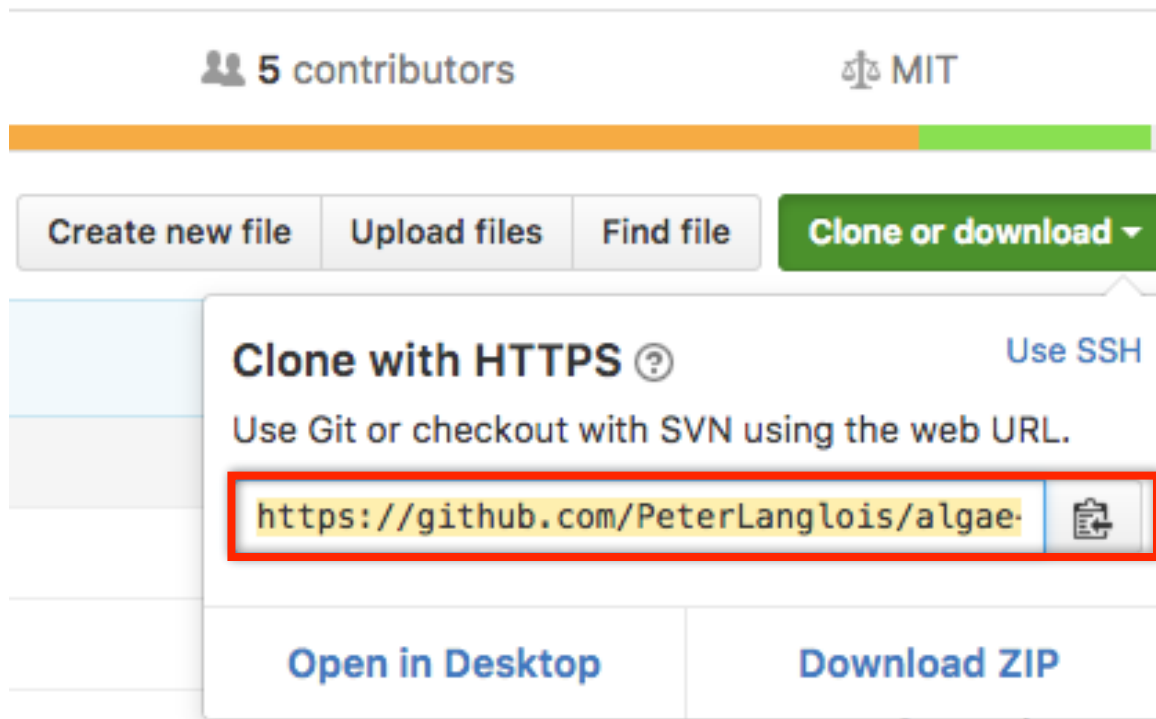 5 contributors MIT
Create new file Upload files Find file Clone or download
Clone with HTTPS ? Use SSH
Use Git or checkout with SVN using the web URL.
https://github.com/PeterLanglois/algae-
Open in Desktop Download ZIP